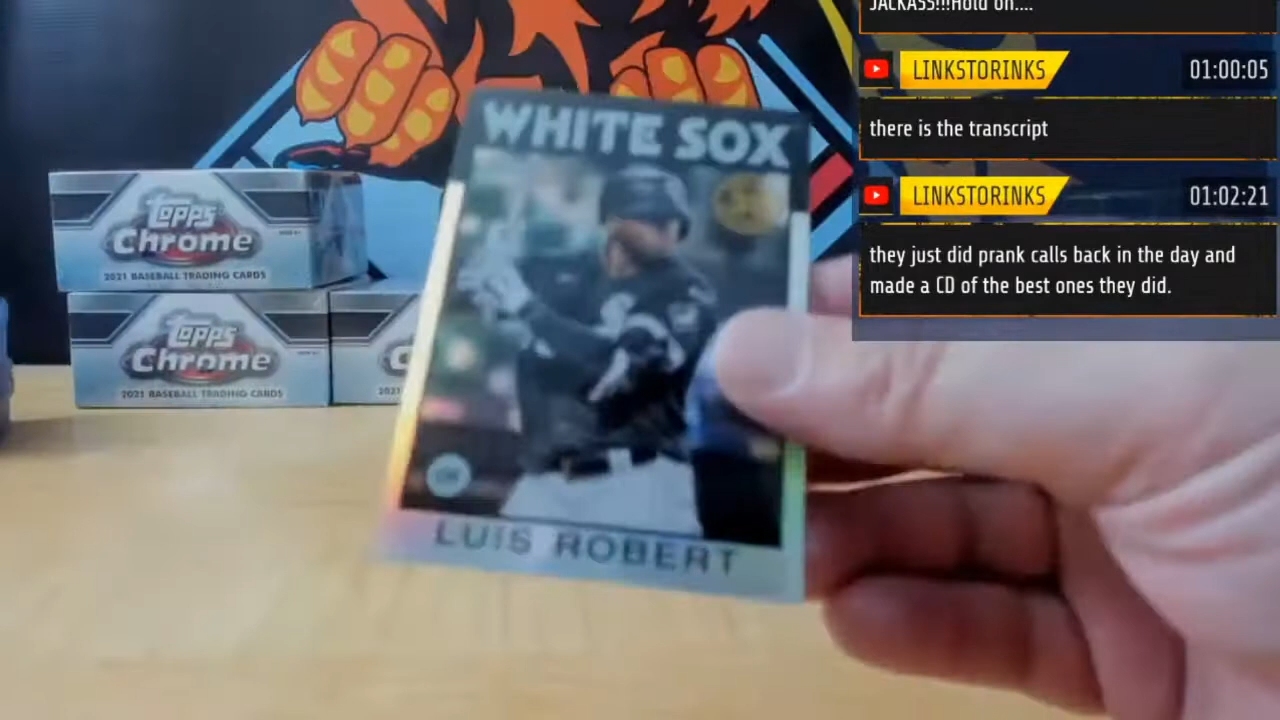 JACKASS!!!Hold on....
LINKSTORINKS
01:00:05
there is the transcript
LINKSTORINKS
01:02:21
they just did prank calls back in the day and
made a CD of the best ones they did.
WHITE SOX
LUIS ROBERT
TOPPS
Chrome
2021 BASEBALL TRADING CARDS
TOPPS
Chrome
2021 BASEBALL TRADING CARDS
C
2021